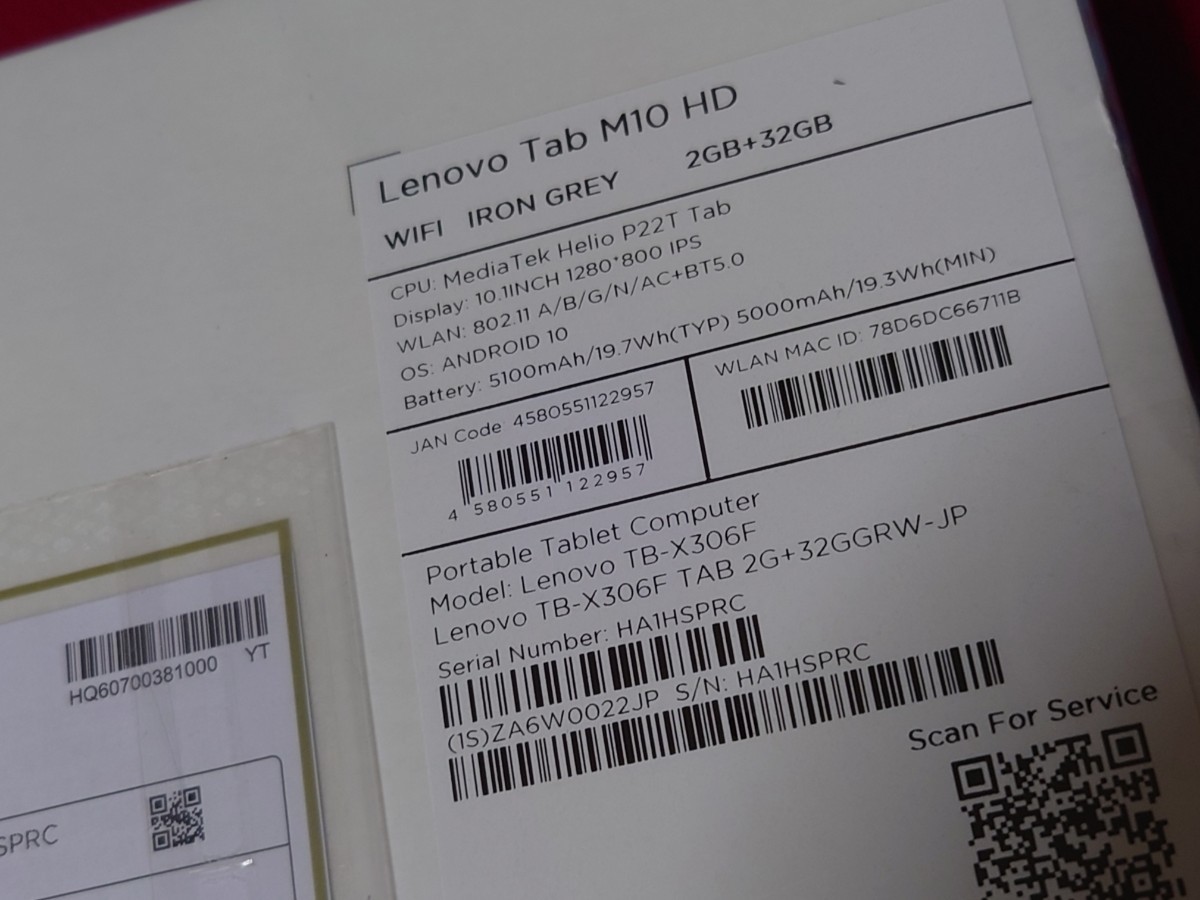 Lenovo Tab M10 HD
WIFI IRON GREY 2GB+32GB
CPU: MediaTek Helio P22T Tab
Display: 10.1INCH 1280*800 IPS
WLAN: 802.11 A/B/G/N/AC+BT5.0
OS: ANDROID 10
Battery: 5100mAh/19.7Wh(TYP) 5000mAh/19.3Wh(MIN)
JAN Code 4580551122957
4 580551 122957
WLAN MAC ID: 78D6DC66711B
Portable Tablet Computer
Model: Lenovo TB-X306F
Lenovo TB-X306F TAB 2G+32GGRW-JP
Serial Number: HA1HSPRC
(1S)ZA6W0022JP S/N: HA1HSPRC
Scan For Service
HQ60700381000 YT
SPRC